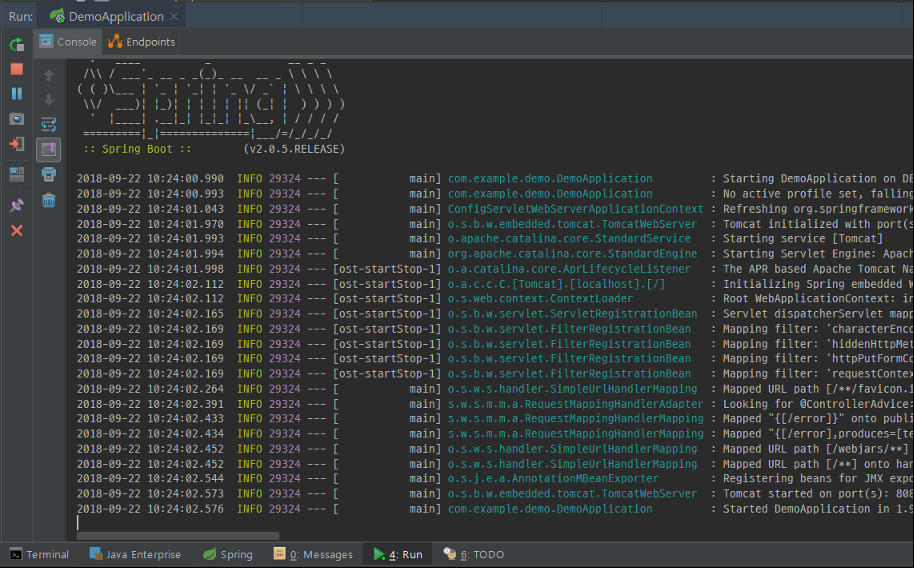 Run: DemoApplication
Console Endpoints
:: Spring Boot :: (v2.0.5.RELEASE)
2018-09-22 10:24:00.990 INFO 29324 --- [ main] com.example.demo.DemoApplication : Starting DemoApplication on DE
2018-09-22 10:24:00.993 INFO 29324 --- [ main] com.example.demo.DemoApplication : No active profile set, falling
2018-09-22 10:24:01.043 INFO 29324 --- [ main] ConfigServletWebServerApplicationContext : Refreshing org.springframework
2018-09-22 10:24:01.970 INFO 29324 --- [ main] o.s.b.w.embedded.tomcat.TomcatWebServer : Tomcat initialized with port(s
2018-09-22 10:24:01.993 INFO 29324 --- [ main] o.apache.catalina.core.StandardService : Starting service [Tomcat]
2018-09-22 10:24:01.994 INFO 29324 --- [ main] org.apache.catalina.core.StandardEngine : Starting Servlet Engine: Apach
2018-09-22 10:24:01.998 INFO 29324 --- [ost-startStop-1] o.a.catalina.core.AprLifecycleListener : The APR based Apache Tomcat Na
2018-09-22 10:24:02.112 INFO 29324 --- [ost-startStop-1] o.a.c.c.C.[Tomcat].[localhost].[/] : Initializing Spring embedded W
2018-09-22 10:24:02.112 INFO 29324 --- [ost-startStop-1] o.s.web.context.ContextLoader : Root WebApplicationContext: in
2018-09-22 10:24:02.165 INFO 29324 --- [ost-startStop-1] o.s.b.w.servlet.ServletRegistrationBean : Servlet dispatcherServlet mapp
2018-09-22 10:24:02.169 INFO 29324 --- [ost-startStop-1] o.s.b.w.servlet.FilterRegistrationBean : Mapping filter: 'characterEnco
2018-09-22 10:24:02.169 INFO 29324 --- [ost-startStop-1] o.s.b.w.servlet.FilterRegistrationBean : Mapping filter: 'hiddenHttpMet
2018-09-22 10:24:02.169 INFO 29324 --- [ost-startStop-1] o.s.b.w.servlet.FilterRegistrationBean : Mapping filter: 'httpPutFormCo
2018-09-22 10:24:02.169 INFO 29324 --- [ost-startStop-1] o.s.b.w.servlet.FilterRegistrationBean : Mapping filter: 'requestContex
2018-09-22 10:24:02.264 INFO 29324 --- [ main] o.s.w.s.handler.SimpleUrlHandlerMapping : Mapped URL path [/**/favicon.i
2018-09-22 10:24:02.391 INFO 29324 --- [ main] s.w.s.m.m.a.RequestMappingHandlerAdapter : Looking for @ControllerAdvice:
2018-09-22 10:24:02.433 INFO 29324 --- [ main] s.w.s.m.m.a.RequestMappingHandlerMapping : Mapped "{[/error]}" onto publi
2018-09-22 10:24:02.434 INFO 29324 --- [ main] s.w.s.m.m.a.RequestMappingHandlerMapping : Mapped "{[/error],produces=[te
2018-09-22 10:24:02.452 INFO 29324 --- [ main] o.s.w.s.handler.SimpleUrlHandlerMapping : Mapped URL path [/webjars/**]
2018-09-22 10:24:02.452 INFO 29324 --- [ main] o.s.w.s.handler.SimpleUrlHandlerMapping : Mapped URL path [/**] onto han
2018-09-22 10:24:02.544 INFO 29324 --- [ main] o.s.j.e.a.AnnotationMBeanExporter : Registering beans for JMX expo
2018-09-22 10:24:02.573 INFO 29324 --- [ main] o.s.b.w.embedded.tomcat.TomcatWebServer : Tomcat started on port(s): 808
2018-09-22 10:24:02.576 INFO 29324 --- [ main] com.example.demo.DemoApplication : Started DemoApplication in 1.9
Terminal Java Enterprise Spring 0: Messages 4: Run 6: TODO